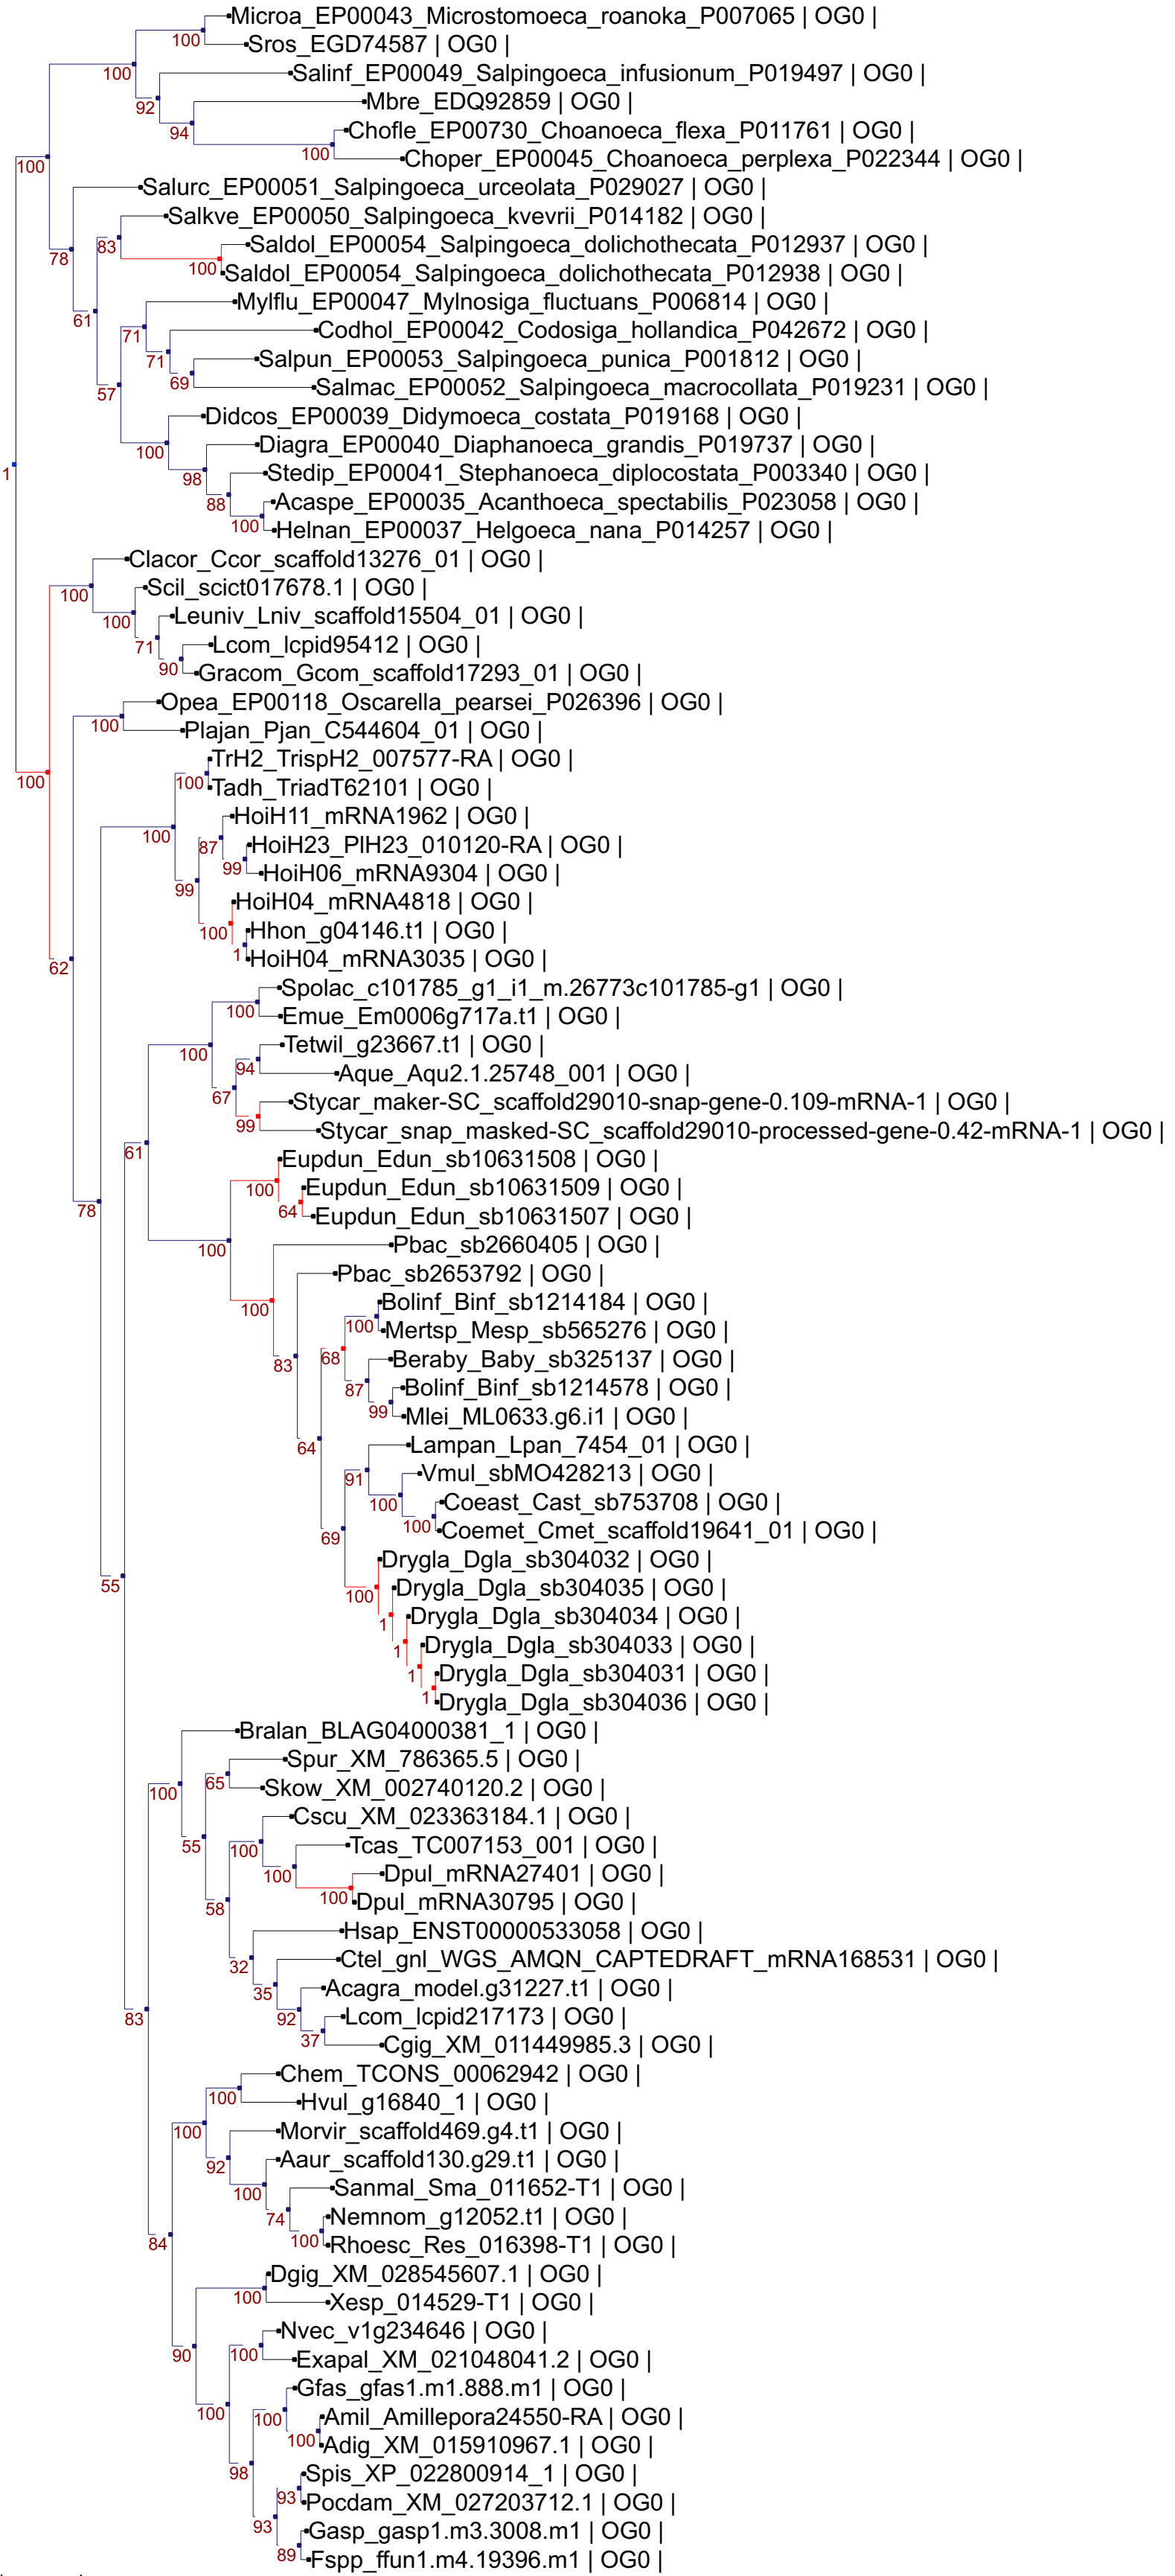 Microa_EP00043_Microstomoeca_roanoka_P007065 | OG0 |
100
Sros_EGD74587 | OG0 |
100
Salinf_EP00049_Salpingoeca_infusionum_P019497 | OG0 |
92
Mbre_EDQ92859 | OG0 |
94
Chofle_EP00730_Choanoeca_flexa_P011761 | OG0 |
100
Choper_EP00045_Choanoeca_perplexa_P022344 | OG0 |
100
Salurc_EP00051_Salpingoeca_urceolata_P029027 | OG0 |
Salkve_EP00050_Salpingoeca_kvevrii_P014182 | OG0 |
83
Saldol_EP00054_Salpingoeca_dolichothecata_P012937 | OG0 |
78
100
Saldol_EP00054_Salpingoeca_dolichothecata_P012938 | OG0 |
Mylflu_EP00047_Mylnosiga_fluctuans_P006814 | OG0 |
61
Codhol_EP00042_Codosiga_hollandica_P042672 | OG0 |
71
Salpun_EP00053_Salpingoeca_punica_P001812 | OG0 |
71
69
Salmac_EP00052_Salpingoeca_macrocollata_P019231 | OG0 |
57
Didcos_EP00039_Didymoeca_costata_P019168 | OG0 |
Diagra_EP00040_Diaphanoeca_grandis_P019737 | OG0 |
100
Stedip_EP00041_Stephanoeca_diplocostata_P003340 | OG0 |
1
98
Acaspe_EP00035_Acanthoeca_spectabilis_P023058 | OG0 |
88
100
Helnan_EP00037_Helgoeca_nana_P014257 | OG0 |
Clacor_Ccor_scaffold13276_01 | OG0 |
Scil_scict017678.1 | OG0 |
100
Leuniv_Lniv_scaffold15504_01 | OG0 |
100
Lcom_lcpid95412 | OG0 |
71
90
Gracom_Gcom_scaffold17293_01 | OG0 |
Opea_EP00118_Oscarella_pearsei_P026396 | OG0 |
100
Plajan_Pjan_C544604_01 | OG0 |
TrH2_TrispH2_007577-RA | OG0 |
100
100
Tadh_TriadT62101 | OG0 |
HoiH11_mRNA1962 | OG0 |
100
HoiH23_PlH23_010120-RA | OG0 |
87
99
HoiH06_mRNA9304 | OG0 |
99
HoiH04_mRNA4818 | OG0 |
100
Hhon_g04146.t1 | OG0 |
1
HoiH04_mRNA3035 | OG0 |
62
Spolac_c101785_g1_i1_m.26773c101785-g1 | OG0 |
100
Emue_Em0006g717a.t1 | OG0 |
Tetwil_g23667.t1 | OG0 |
100
94
Aque_Aqu2.1.25748_001 | OG0 |
67
Stycar_maker-SC_scaffold29010-snap-gene-0.109-mRNA-1 | OG0 |
99
Stycar_snap_masked-SC_scaffold29010-processed-gene-0.42-mRNA-1 | OG0 |
61
Eupdun_Edun_sb10631508 | OG0 |
100
Eupdun_Edun_sb10631509 | OG0 |
78
64
Eupdun_Edun_sb10631507 | OG0 |
Pbac_sb2660405 | OG0 |
100
Pbac_sb2653792 | OG0 |
100
Bolinf_Binf_sb1214184 | OG0 |
100
Mertsp_Mesp_sb565276 | OG0 |
68
Beraby_Baby_sb325137 | OG0 |
83
Bolinf_Binf_sb1214578 | OG0 |
87
99
Mlei_ML0633.g6.i1 | OG0 |
Lampan_Lpan_7454_01 | OG0 |
64
Vmul_sbMO428213 | OG0 |
91
Coeast_Cast_sb753708 | OG0 |
100
100
Coemet_Cmet_scaffold19641_01 | OG0 |
69
Drygla_Dgla_sb304032 | OG0 |
55
Drygla_Dgla_sb304035 | OG0 |
100
Drygla_Dgla_sb304034 | OG0 |
1
Drygla_Dgla_sb304033 | OG0 |
1
Drygla_Dgla_sb304031 | OG0 |
1
1
Drygla_Dgla_sb304036 | OG0 |
Bralan_BLAG04000381_1 | OG0 |
Spur_XM_786365.5 | OG0 |
65
Skow_XM_002740120.2 | OG0 |
100
Cscu_XM_023363184.1 | OG0 |
55
Tcas_TC007153_001 | OG0 |
100
Dpul_mRNA27401 | OG0 |
100
100
Dpul_mRNA30795 | OG0 |
58
Hsap_ENST00000533058 | OG0 |
Ctel_gnl_WGS_AMQN_CAPTEDRAFT_mRNA168531 | OG0 |
32
Acagra_model.g31227.t1 | OG0 |
35
Lcom_lcpid217173 | OG0 |
83
92
37
Cgig_XM_011449985.3 | OG0 |
Chem_TCONS_00062942 | OG0 |
100
Hvul_g16840_1 | OG0 |
100
Morvir_scaffold469.g4.t1 | OG0 |
Aaur_scaffold130.g29.t1 | OG0 |
92
Sanmal_Sma_011652-T1 | OG0 |
100
Nemnom_g12052.t1 | OG0 |
74
84
100
Rhoesc_Res_016398-T1 | OG0 |
Dgig_XM_028545607.1 | OG0 |
100
Xesp_014529-T1 | OG0 |
Nvec_v1g234646 | OG0 |
90
100
Exapal_XM_021048041.2 | OG0 |
Gfas_gfas1.m1.888.m1 | OG0 |
100
100
Amil_Amillepora24550-RA | OG0 |
100
Adig_XM_015910967.1 | OG0 |
98
Spis_XP_022800914_1 | OG0 |
93
Pocdam_XM_027203712.1 | OG0 |
93
Gasp_gasp1.m3.3008.m1 | OG0 |
89
Fspp_ffun1.m4.19396.m1 | OG0 |